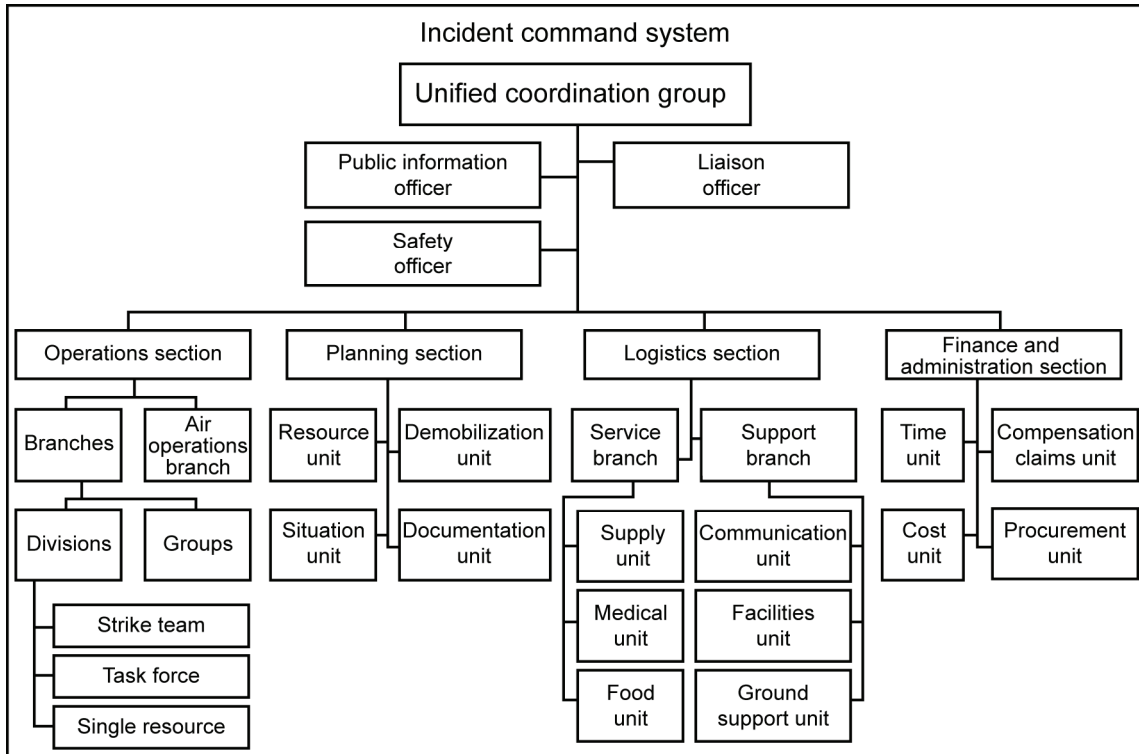 Incident command system
Unified coordination group
Public information
officer
Liaison
officer
Safety
officer
Operations section
Planning section
Logistics section
Finance and
administration section
Branches
Air
operations
branch
Resource
unit
Demobilization
unit
Service
branch
Support
branch
Time
unit
Compensation
claims unit
Divisions
Groups
Situation
unit
Documentation
unit
Supply
unit
Communication
unit
Cost
unit
Procurement
unit
Strike team
Task force
Single resource
Medical
unit
Facilities
unit
Food
unit
Ground
support unit